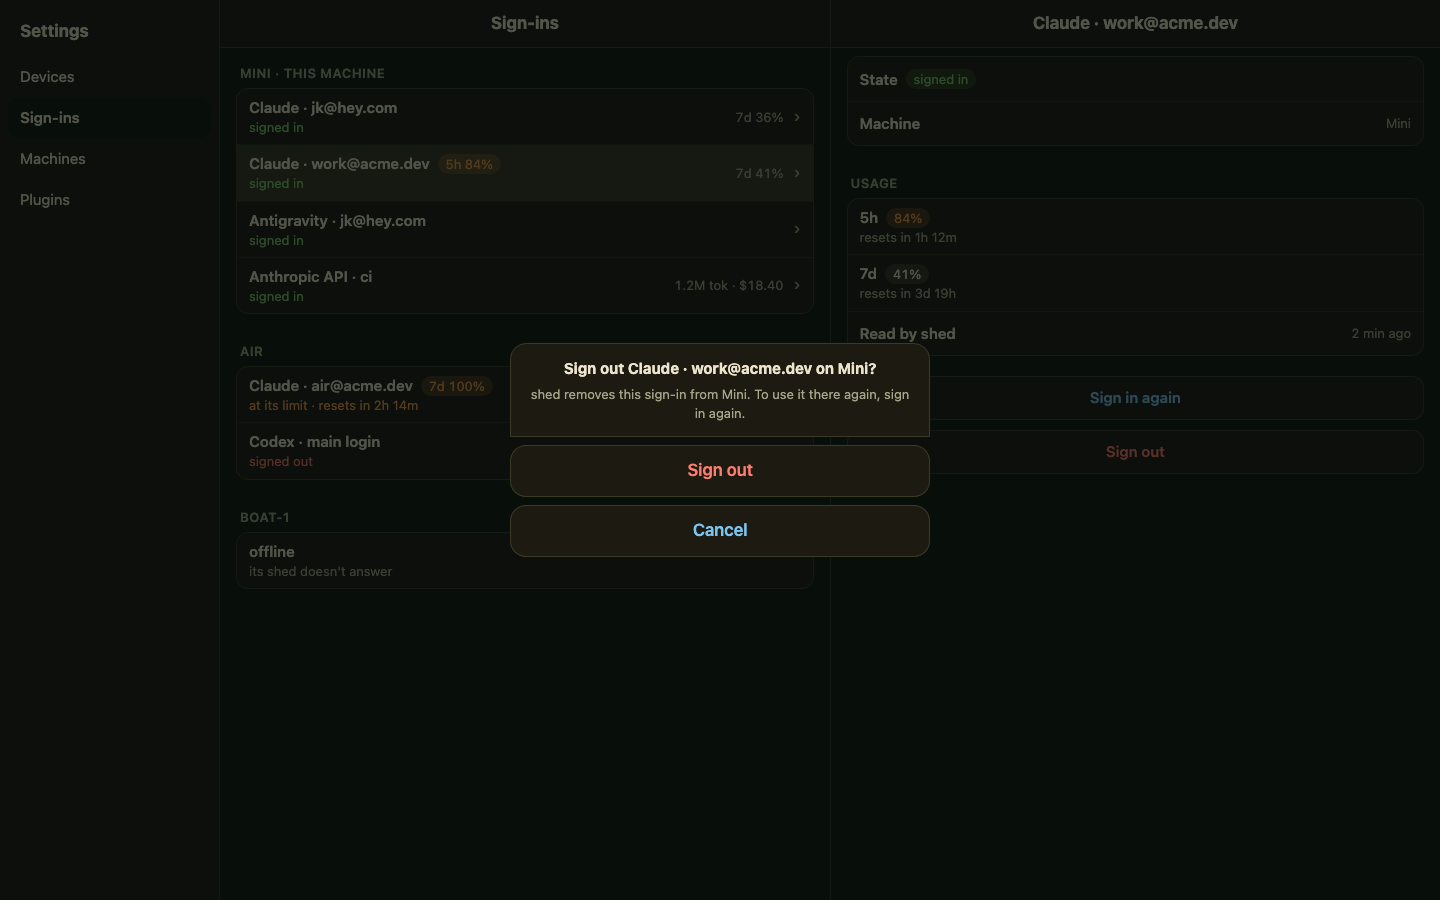 Settings
Devices
Sign-ins
Machines
Plugins
Sign-ins
MINI · THIS MACHINE
Claude · jk@hey.com
signed in
7d 36% ›
Claude · work@acme.dev 5h 84%
signed in
7d 41% ›
Antigravity · jk@hey.com
signed in
›
Anthropic API · ci
signed in
1.2M tok · $18.40 ›
AIR
Claude · air@acme.dev 7d 100%
at its limit · resets in 2h 14m
Codex · main login
signed out
BOAT-1
offline
its shed doesn't answer
Claude · work@acme.dev
State signed in
Machine Mini
USAGE
5h 84%
resets in 1h 12m
7d 41%
resets in 3d 19h
Read by shed 2 min ago
Sign in again
Sign out
Sign out Claude · work@acme.dev on Mini?
shed removes this sign-in from Mini. To use it there again, sign
in again.
Sign out
Cancel